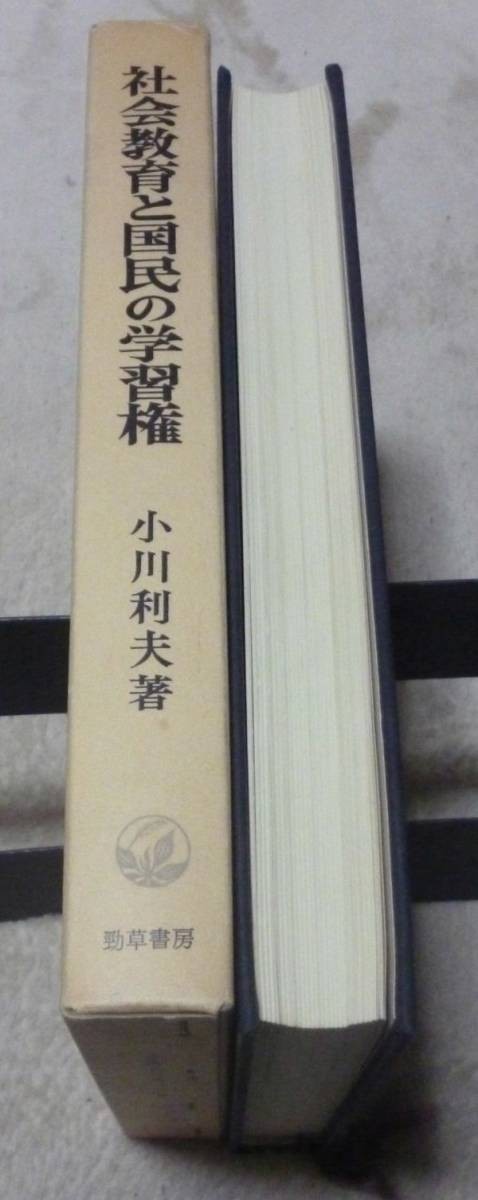 社会教育と国民の学習権
小川利夫著
勁草書房